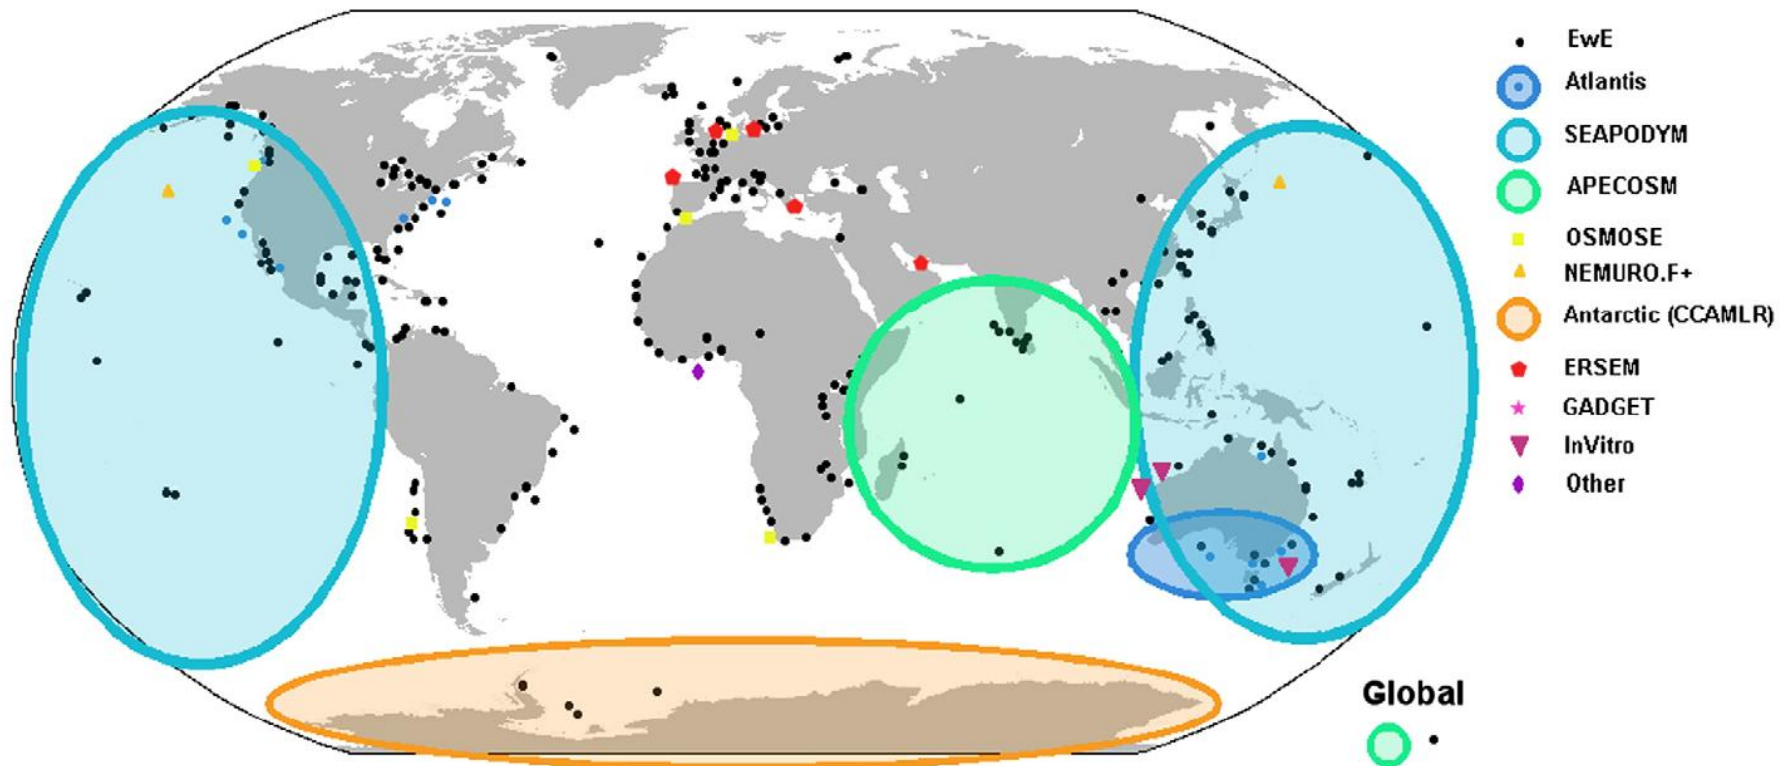 EwE
Atlantis
SEAPODYM
APECOSM
OSMOSE
NEMURO.F+
Antarctic (CCAMLR)
ERSEM
GADGET
InVitro
Other
Global